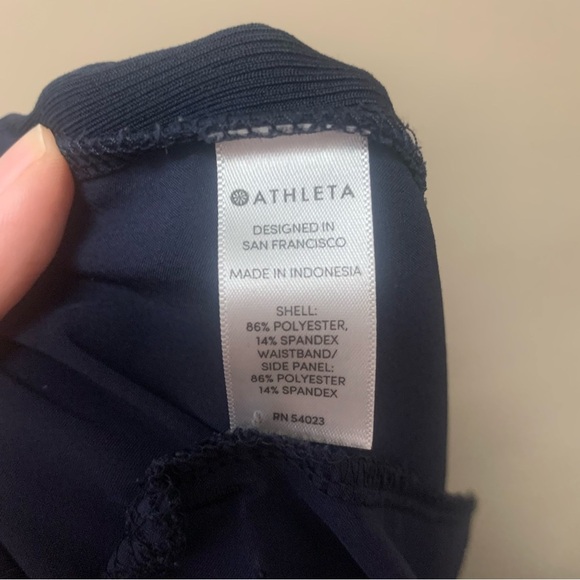 ATHLETA
DESIGNED IN
SAN FRANCISCO
MADE IN INDONESIA
SHELL:
86% POLYESTER,
14% SPANDEX
WAISTBAND/
SIDE PANEL:
86% POLYESTER
14% SPANDEX
RN 54023